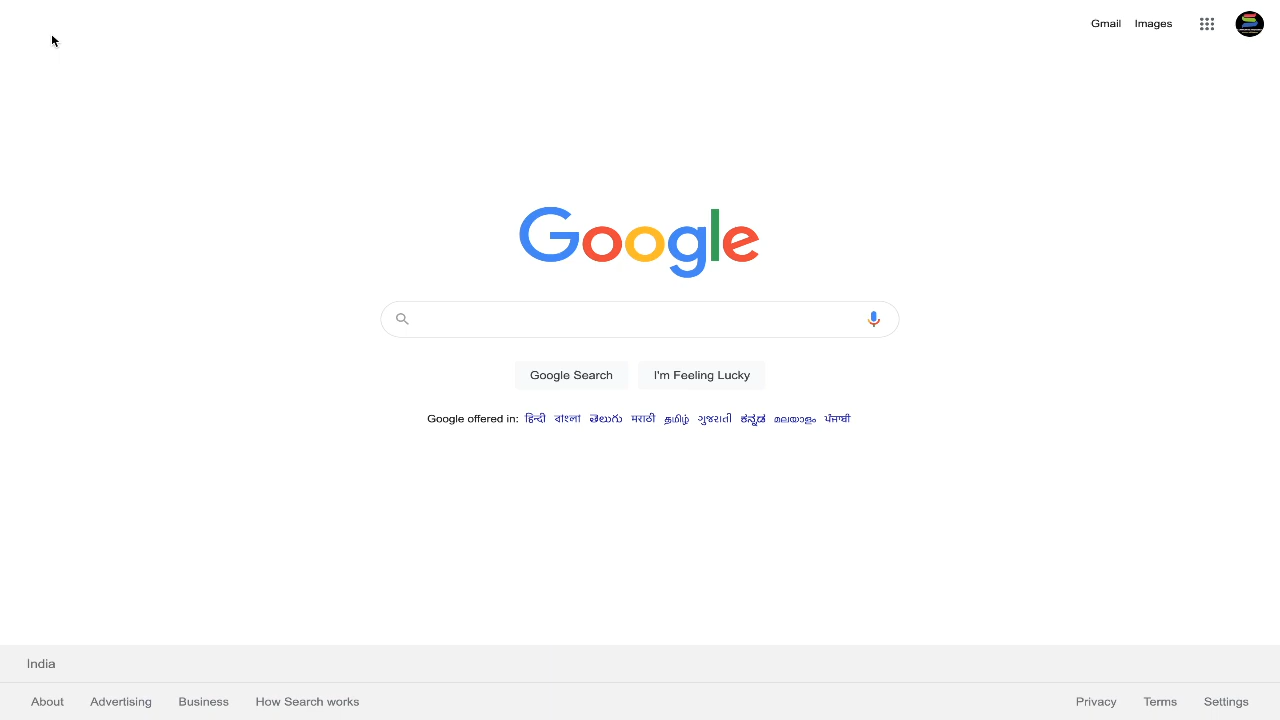 Gmail Images
Google
Google Search I'm Feeling Lucky
Google offered in: हिन्दी বাংলা తెలుగు मराठी தமிழ் ગુજરાતી ಕನ್ನಡ മലയാളം ਪੰਜਾਬੀ
India
About Advertising Business How Search works Privacy Terms Settings